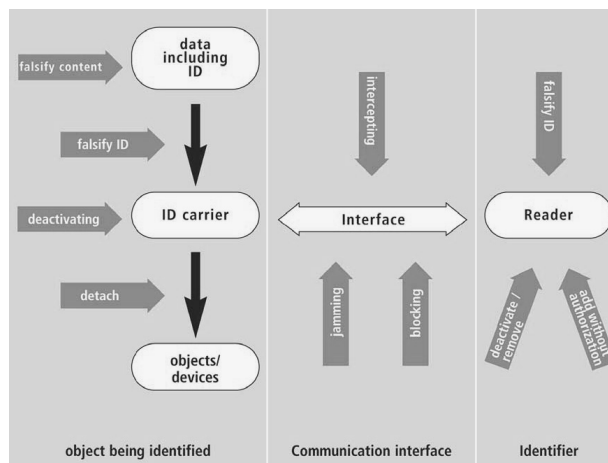 data
including
ID
falsify content
falsify ID
deactivating
ID carrier
detach
objects/
devices
object being identified
intercepting
Interface
jamming
blocking
Communication interface
falsify ID
Reader
deactivate /
remove
add without
authorization
Identifier